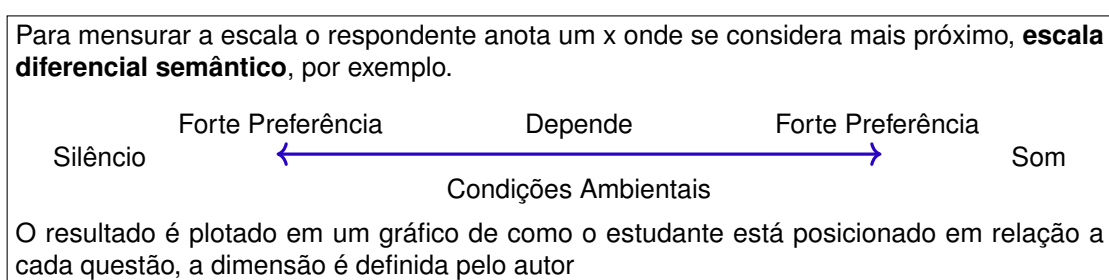 Para mensurar a escala o respondente anota um x onde se considera mais próximo, escala
diferencial semântico, por exemplo.
Forte Preferência Depende Forte Preferência
Silêncio Som
Condições Ambientais
O resultado é plotado em um gráfico de como o estudante está posicionado em relação a
cada questão, a dimensão é definida pelo autor